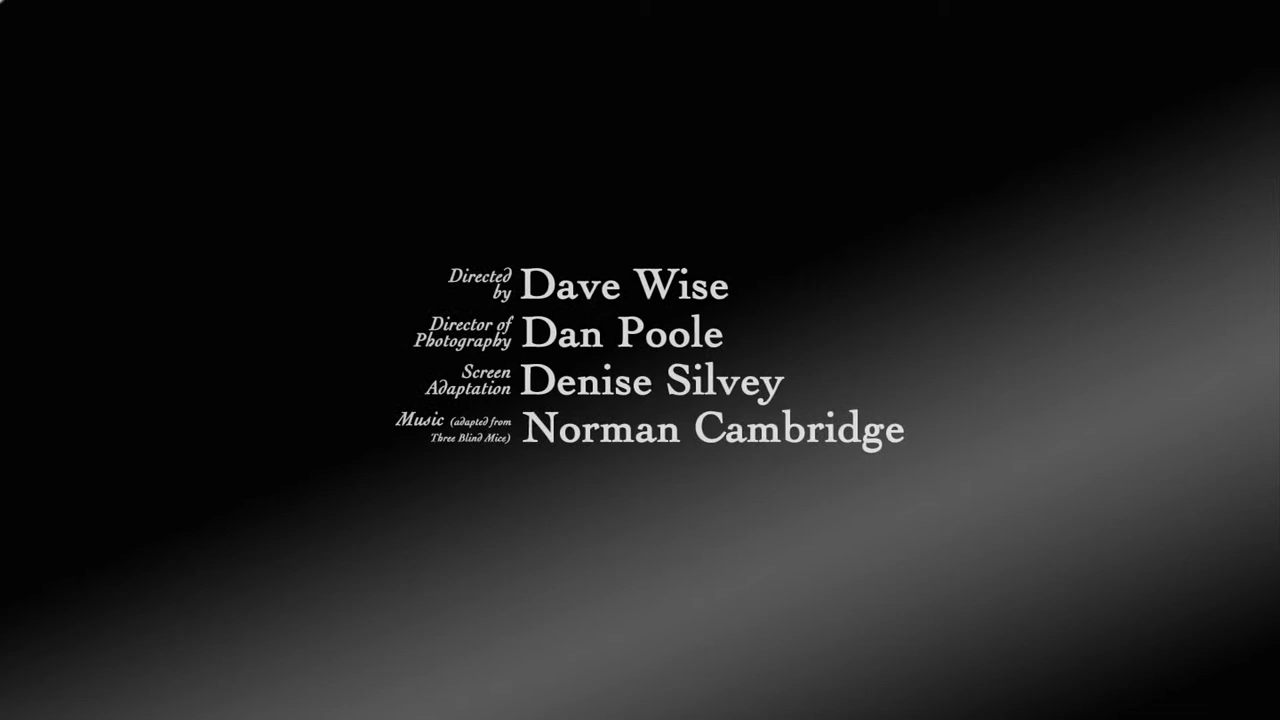 Directed
by Dave Wise
Director of
Photography Dan Poole
Screen
Adaptation Denise Silvey
Music (adapted from
Three Blind Mice) Norman Cambridge